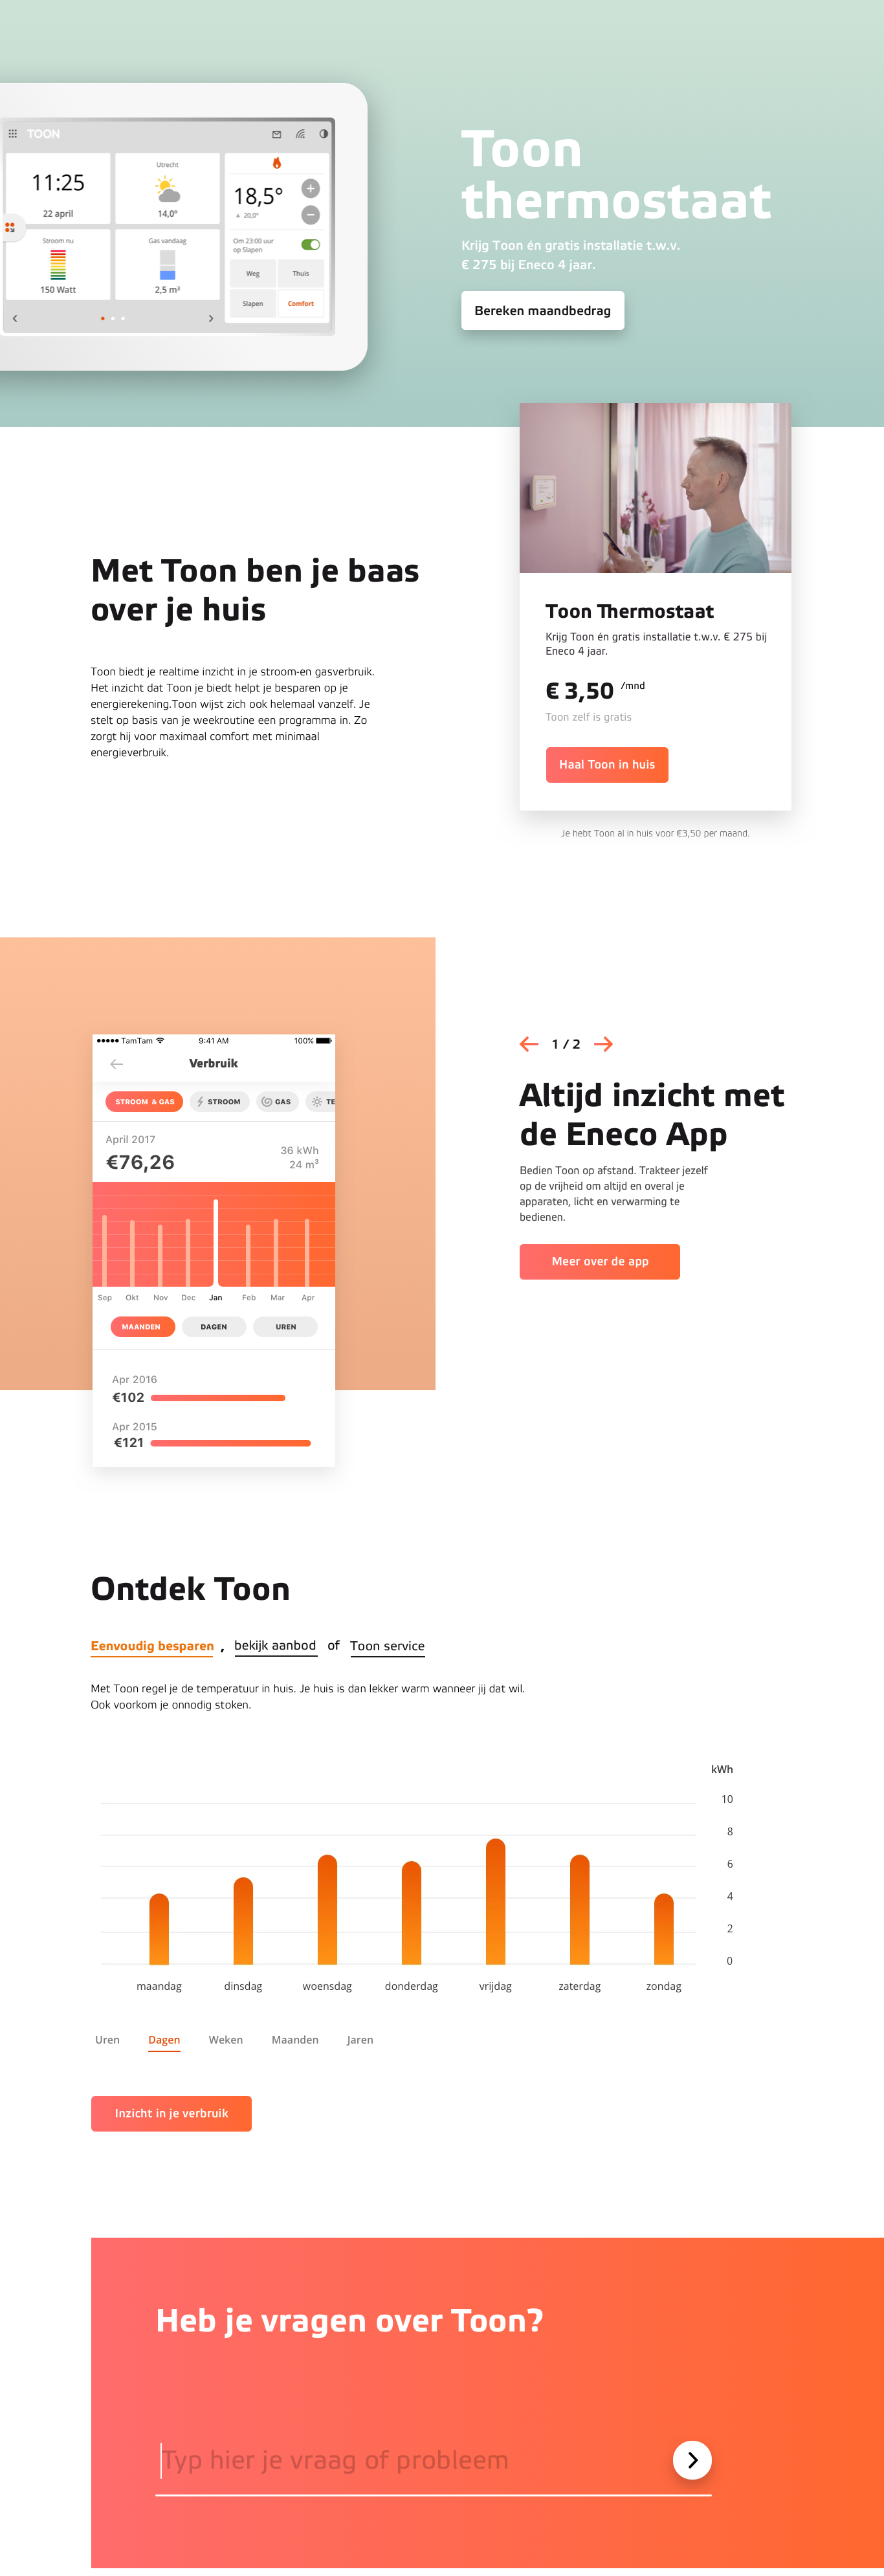 TOON
11:25
22 april
Utrecht
14,0°
18,5°
20,0°
Stroom nu
150 Watt
Gas vandaag
2,5 m³
Om 23:00 uur
op Slapen
Weg
Thuis
Slapen
Comfort
Toon
thermostaat
Krijg Toon én gratis installatie t.w.v.
€ 275 bij Eneco 4 jaar.
Bereken maandbedrag
Met Toon ben je baas
over je huis
Toon biedt je realtime inzicht in je stroom-en gasverbruik.
Het inzicht dat Toon je biedt helpt je besparen op je
energierekening.Toon wijst zich ook helemaal vanzelf. Je
stelt op basis van je weekroutine een programma in. Zo
zorgt hij voor maximaal comfort met minimaal
energieverbruik.
Toon Thermostaat
Krijg Toon én gratis installatie t.w.v. € 275 bij
Eneco 4 jaar.
€ 3,50 /mnd
Toon zelf is gratis
Haal Toon in huis
Je hebt Toon al in huis voor €3,50 per maand.
TamTam 9:41 AM 100%
Verbruik
STROOM & GAS STROOM GAS TE
April 2017
€76,26
36 kWh
24 m³
Sep Okt Nov Dec Jan Feb Mar Apr
MAANDEN DAGEN UREN
Apr 2016
€102
Apr 2015
€121
1 / 2
Altijd inzicht met
de Eneco App
Bedien Toon op afstand. Trakteer jezelf
op de vrijheid om altijd en overal je
apparaten, licht en verwarming te
bedienen.
Meer over de app
Ontdek Toon
Eenvoudig besparen , bekijk aanbod of Toon service
Met Toon regel je de temperatuur in huis. Je huis is dan lekker warm wanneer jij dat wil.
Ook voorkom je onnodig stoken.
kWh
10
8
6
4
2
0
maandag dinsdag woensdag donderdag vrijdag zaterdag zondag
Uren Dagen Weken Maanden Jaren
Inzicht in je verbruik
Heb je vragen over Toon?
Typ hier je vraag of probleem